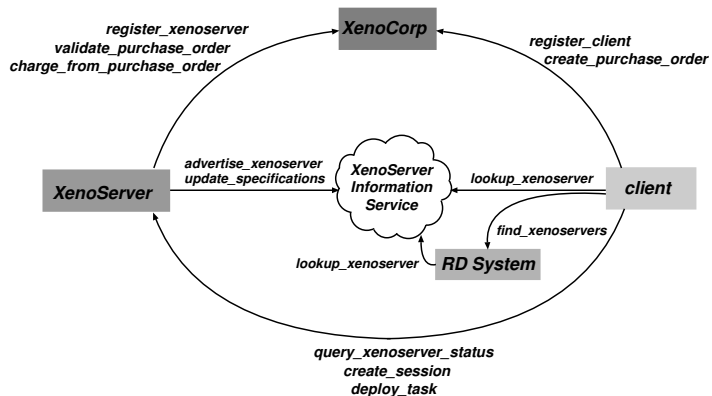 register_xenoserver
validate_purchase_order
charge_from_purchase_order
XenoCorp
register_client
create_purchase_order
advertise_xenoserver
update_specifications
XenoServer
XenoServer
Information
Service
lookup_xenoserver
client
find_xenoservers
lookup_xenoserver
RD System
query_xenoserver_status
create_session
deploy_task